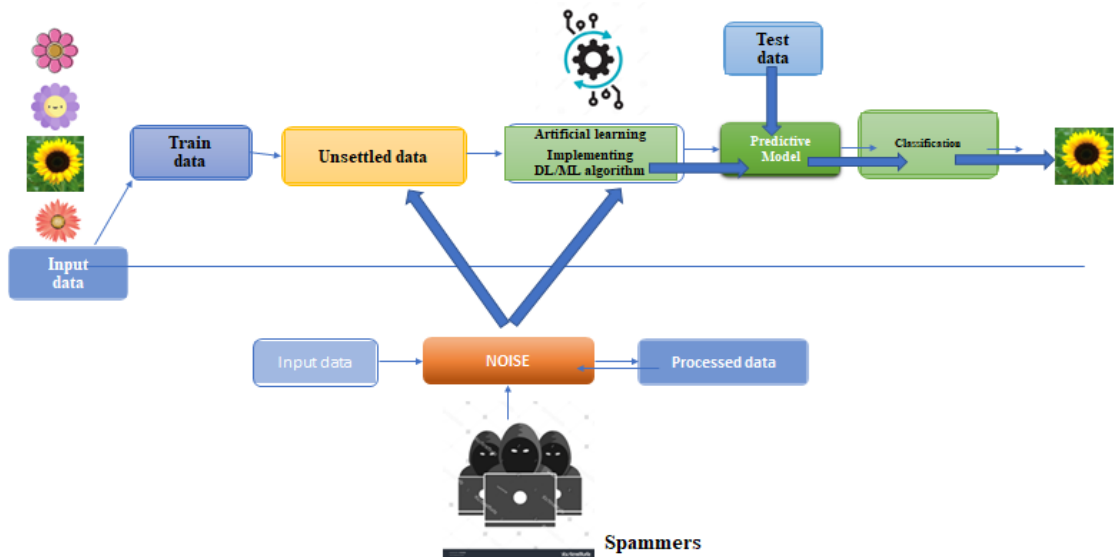 Test
data
Train
data
Unsettled data
Artificial learning
Implementing
DL/ML algorithm
Predictive
Model
Classification
Input
data
Input data
NOISE
Processed data
Spammers